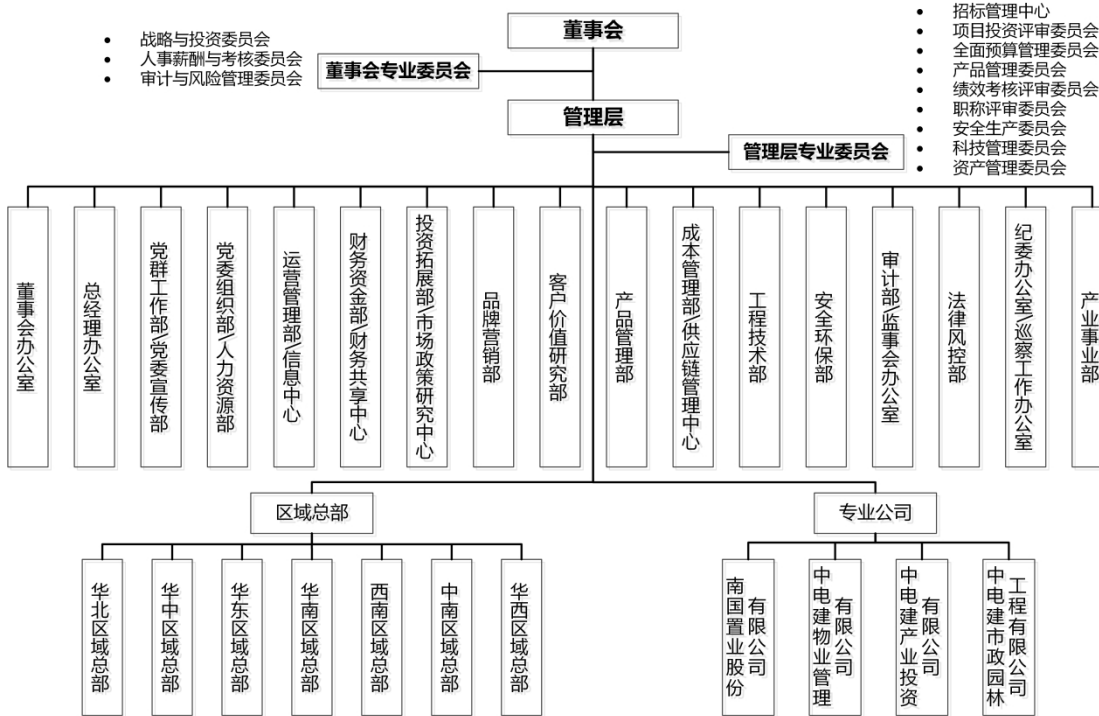 董事会
战略与投资委员会
人事薪酬与考核委员会
审计与风险管理委员会
董事会专业委员会
管理层
招标管理中心
项目投资评审委员会
全面预算管理委员会
产品管理委员会
绩效考核评审委员会
职称评审委员会
安全生产委员会
科技管理委员会
资产管理委员会
管理层专业委员会
董事会办公室
总经理办公室
党群工作部/党委宣传部
党委组织部/人力资源部
运营管理部/信息中心
财务资金部/财务共享中心
投资拓展部/市场政策研究中心
品牌营销部
客户价值研究部
产品管理部
成本管理部/供应链管理中心
工程技术部
安全环保部
审计部/监事会办公室
法律风控部
纪委办公室/巡察工作办公室
产业事业部
区域总部
华北区域总部
华中区域总部
华东区域总部
华南区域总部
西南区域总部
中南区域总部
华西区域总部
专业公司
南国置业股份
有限公司
中电建物业管理
有限公司
中电建产业投资
有限公司
中电建市政园林
工程有限公司